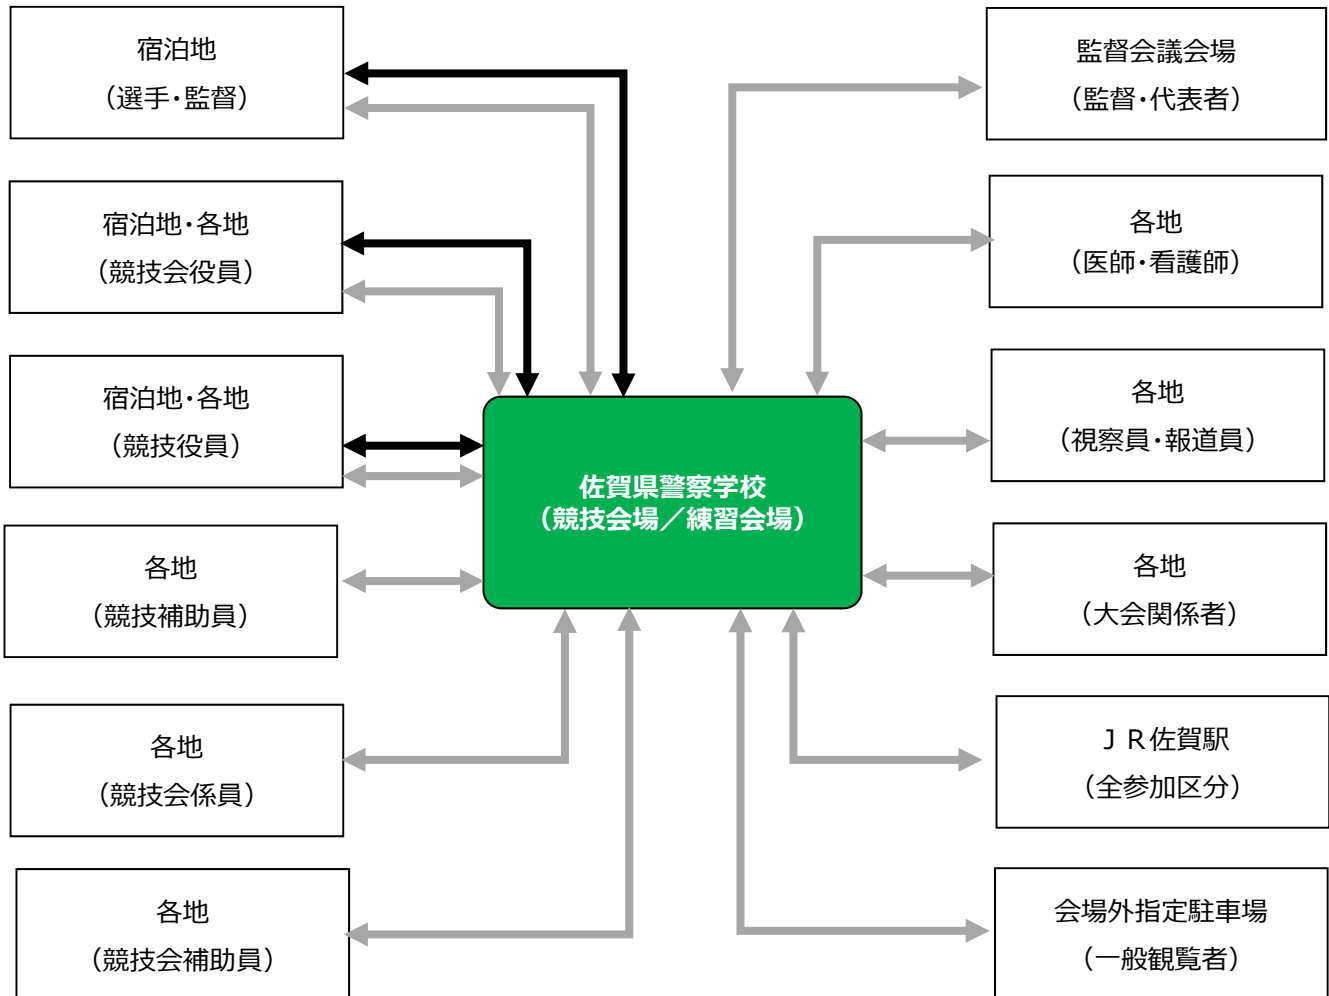 宿泊地
（選手・監督）
宿泊地・各地
（競技会役員）
宿泊地・各地
（競技役員）
各地
（競技補助員）
各地
（競技会係員）
各地
（競技会補助員）
佐賀県警察学校
（競技会場／練習会場）
監督会議会場
（監督・代表者）
各地
（医師・看護師）
各地
（視察員・報道員）
各地
（大会関係者）
ＪＲ佐賀駅
（全参加区分）
会場外指定駐車場
（一般観覧者）